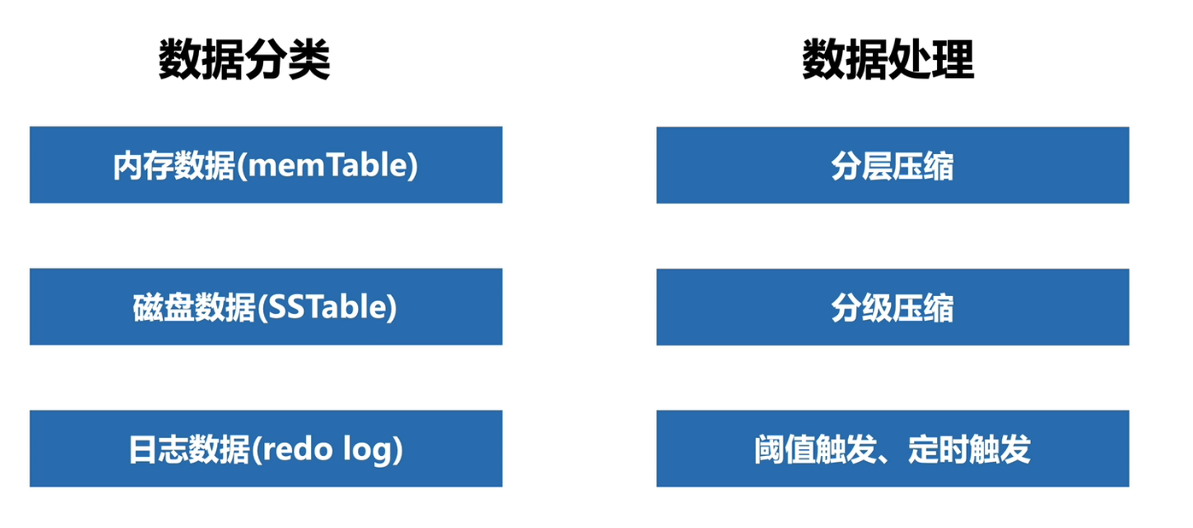 数据分类
数据处理
内存数据(memTable)
分层压缩
磁盘数据(SSTable)
分级压缩
日志数据(redo log)
阈值触发、定时触发